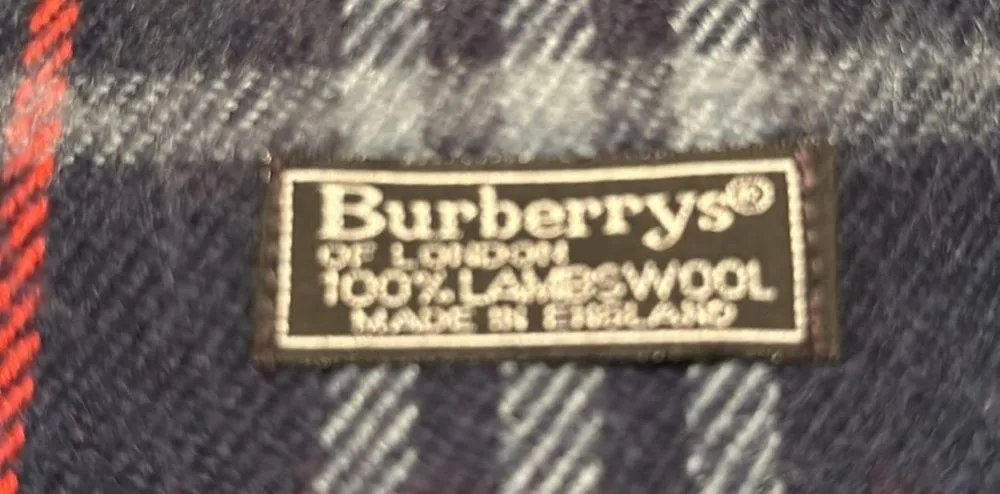 Burberrys®
OF LONDON
100% LAMBSWOOL
MADE IN ENGLAND